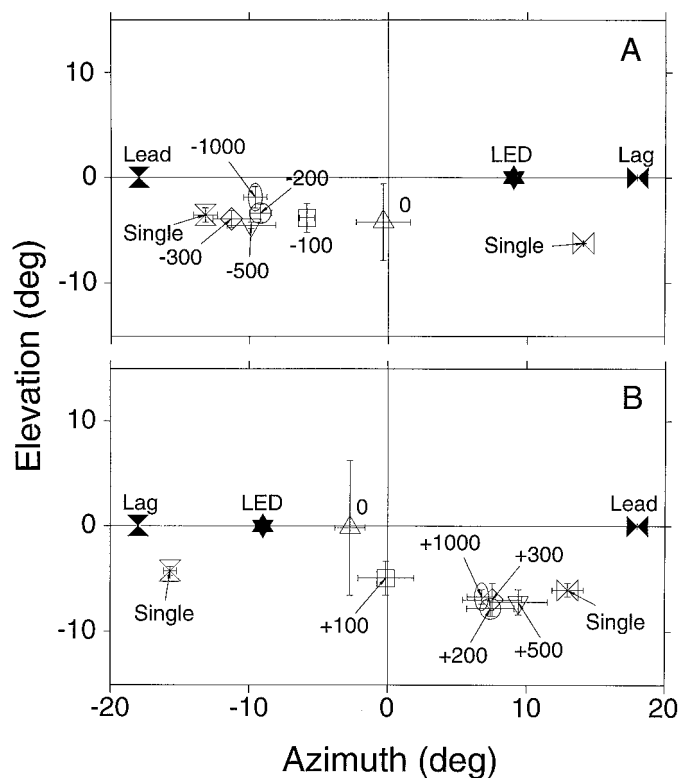 A
10
Lead
-1000
-200
LED
Lag
0
0
Single
-300
-500
-100
Single
-10
B
10
Lag
LED
0
Lead
0
+1000
+300
Single
+100
+200
+500
Single
-10
-20
-10
0
10
20
Elevation (deg)
Azimuth (deg)